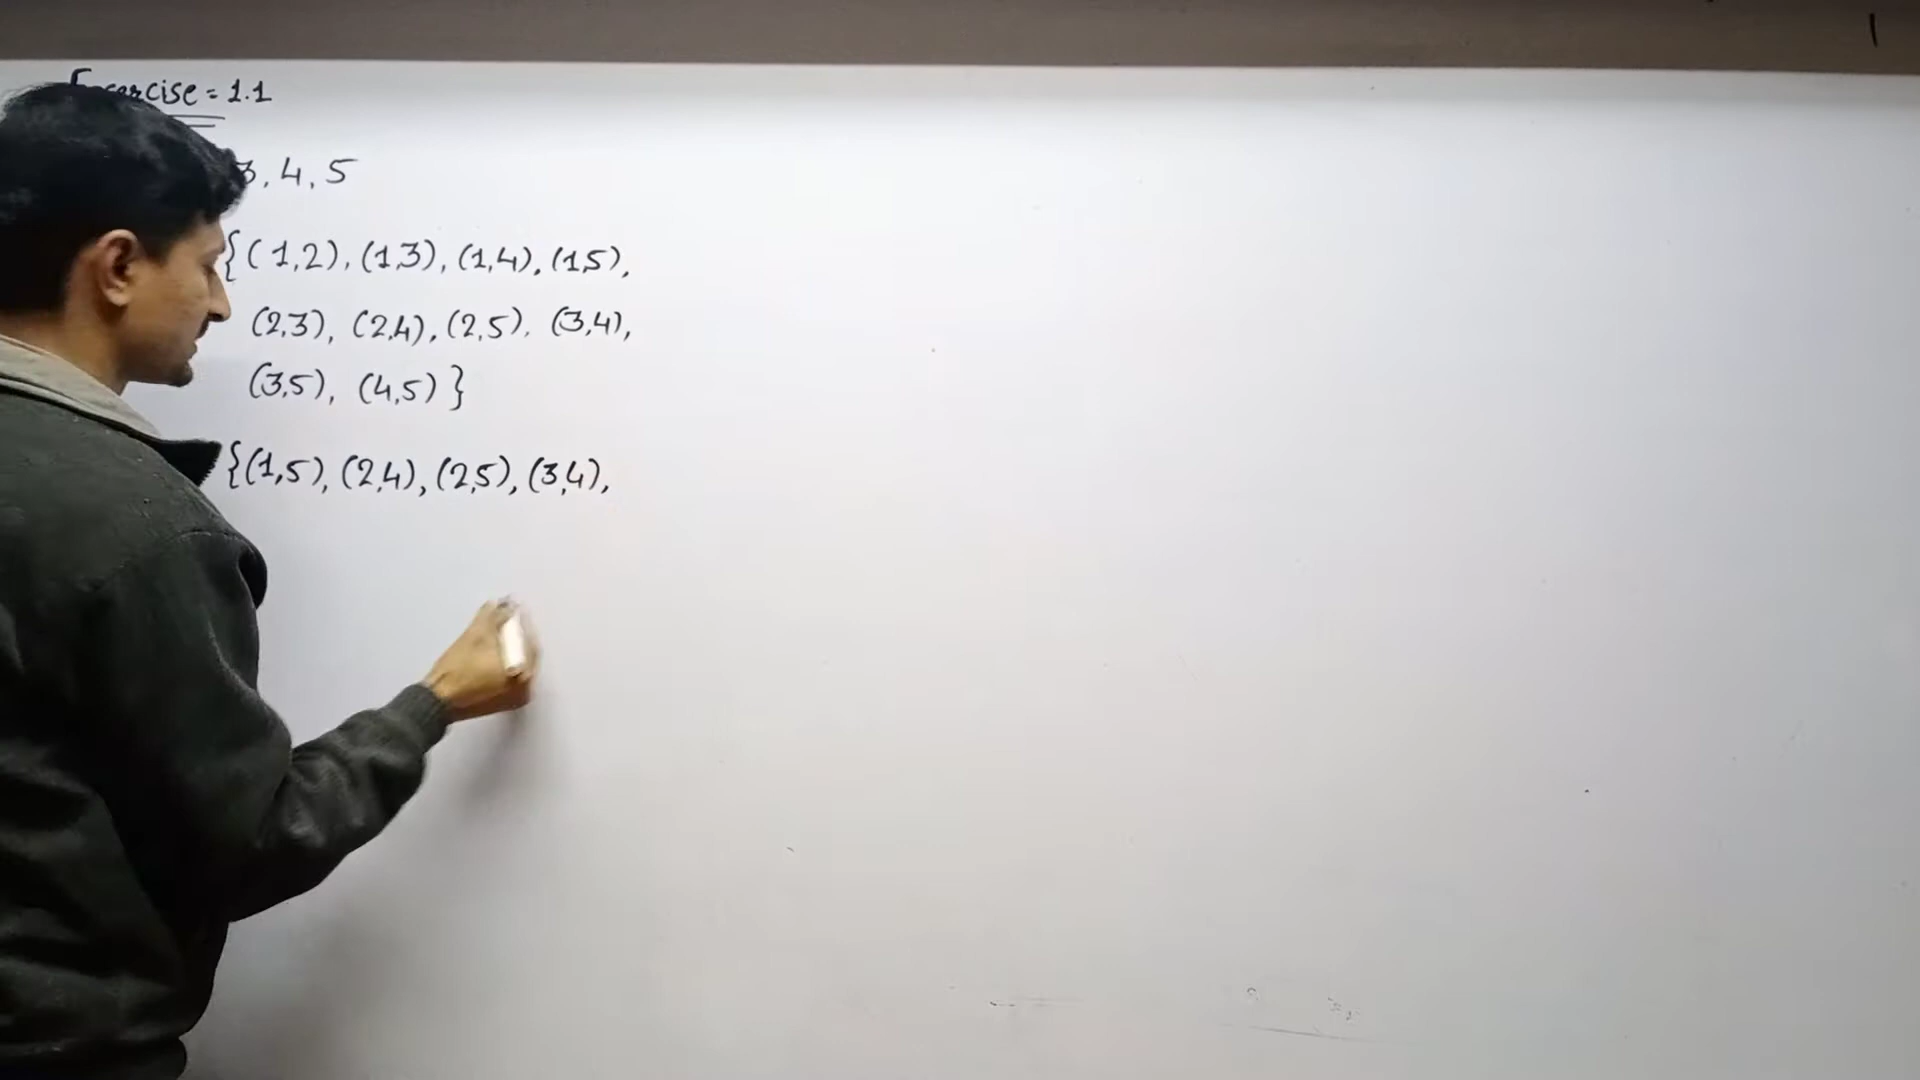 Exercise = 1.1
3, 4, 5
{(1,2), (1,3), (1,4), (1,5),
(2,3), (2,4), (2,5), (3,4),
(3,5), (4,5)}
{(1,5), (2,4), (2,5), (3,4),